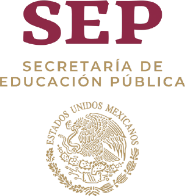 SEP
SECRETARÍA DE
EDUCACIÓN PÚBLICA
ESTADOS UNIDOS MEXICANOS